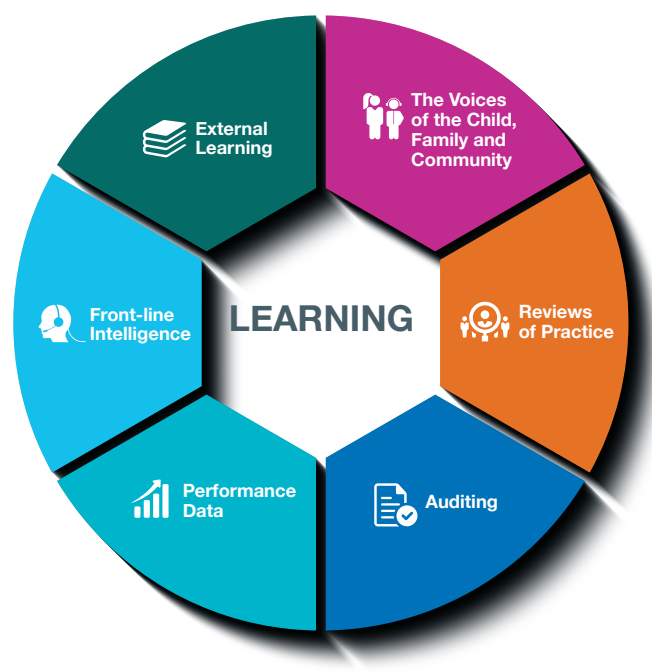 The Voices
of the Child,
Family and
Community
Reviews
of Practice
Auditing
Performance
Data
Front-line
Intelligence
External
Learning
LEARNING